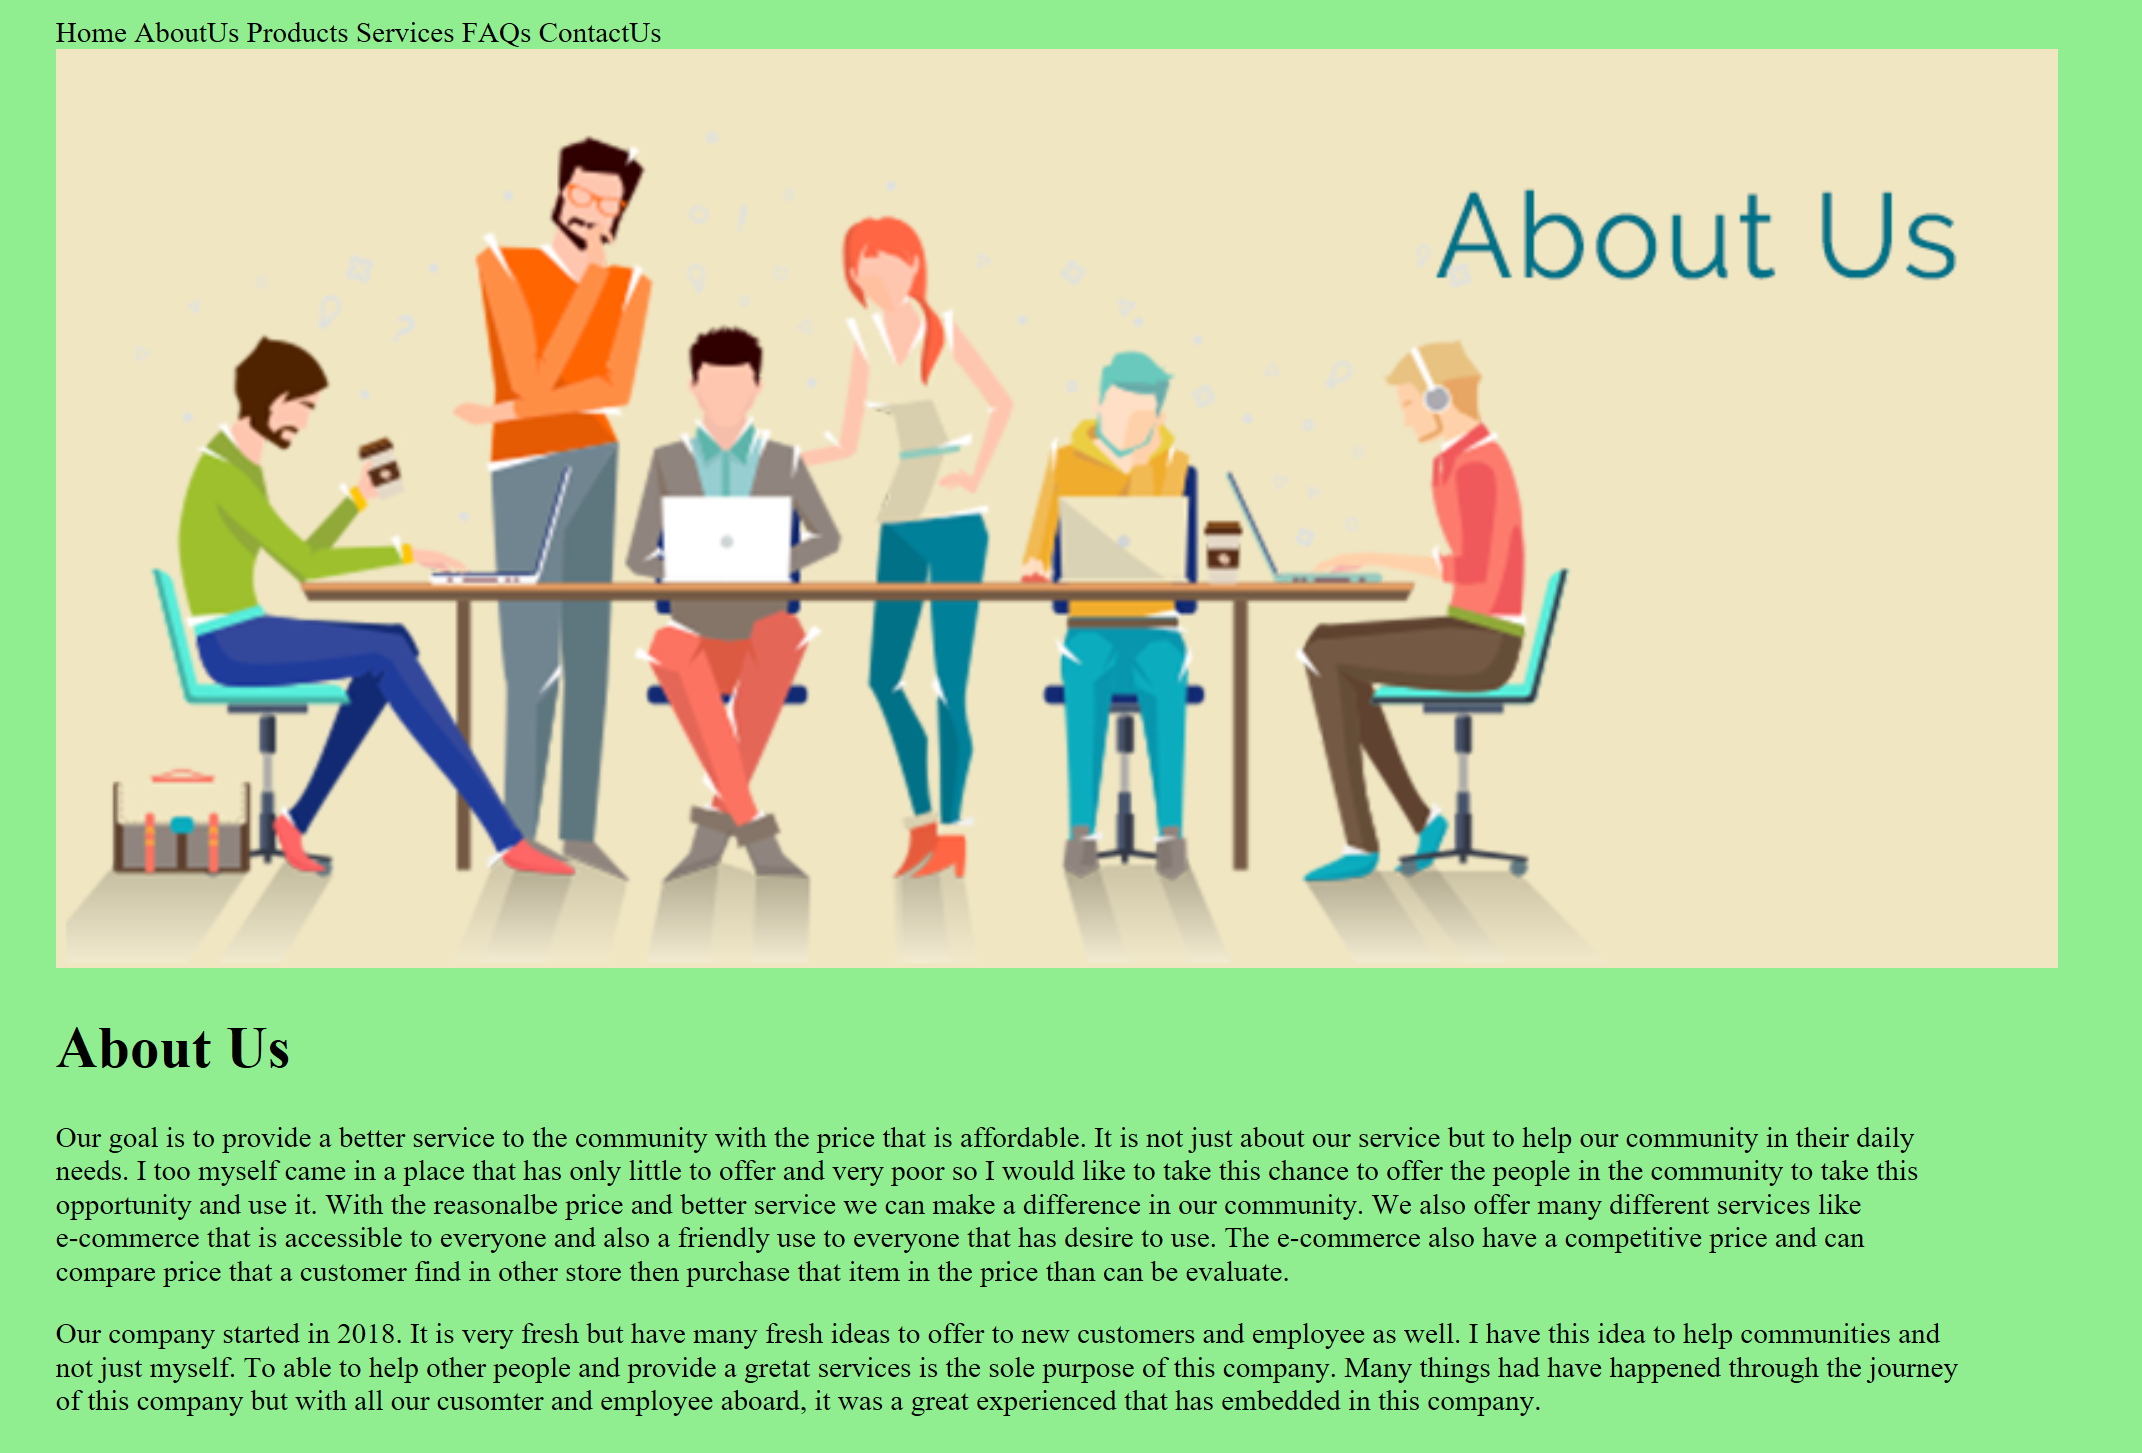 Home AboutUs Products Services FAQs ContactUs
About Us
About Us
Our goal is to provide a better service to the community with the price that is affordable. It is not just about our service but to help our community in their daily
needs. I too myself came in a place that has only little to offer and very poor so I would like to take this chance to offer the people in the community to take this
opportunity and use it. With the reasonalbe price and better service we can make a difference in our community. We also offer many different services like
e-commerce that is accessible to everyone and also a friendly use to everyone that has desire to use. The e-commerce also have a competitive price and can
compare price that a customer find in other store then purchase that item in the price than can be evaluate.
Our company started in 2018. It is very fresh but have many fresh ideas to offer to new customers and employee as well. I have this idea to help communities and
not just myself. To able to help other people and provide a gretat services is the sole purpose of this company. Many things had have happened through the journey
of this company but with all our cusomter and employee aboard, it was a great experienced that has embedded in this company.